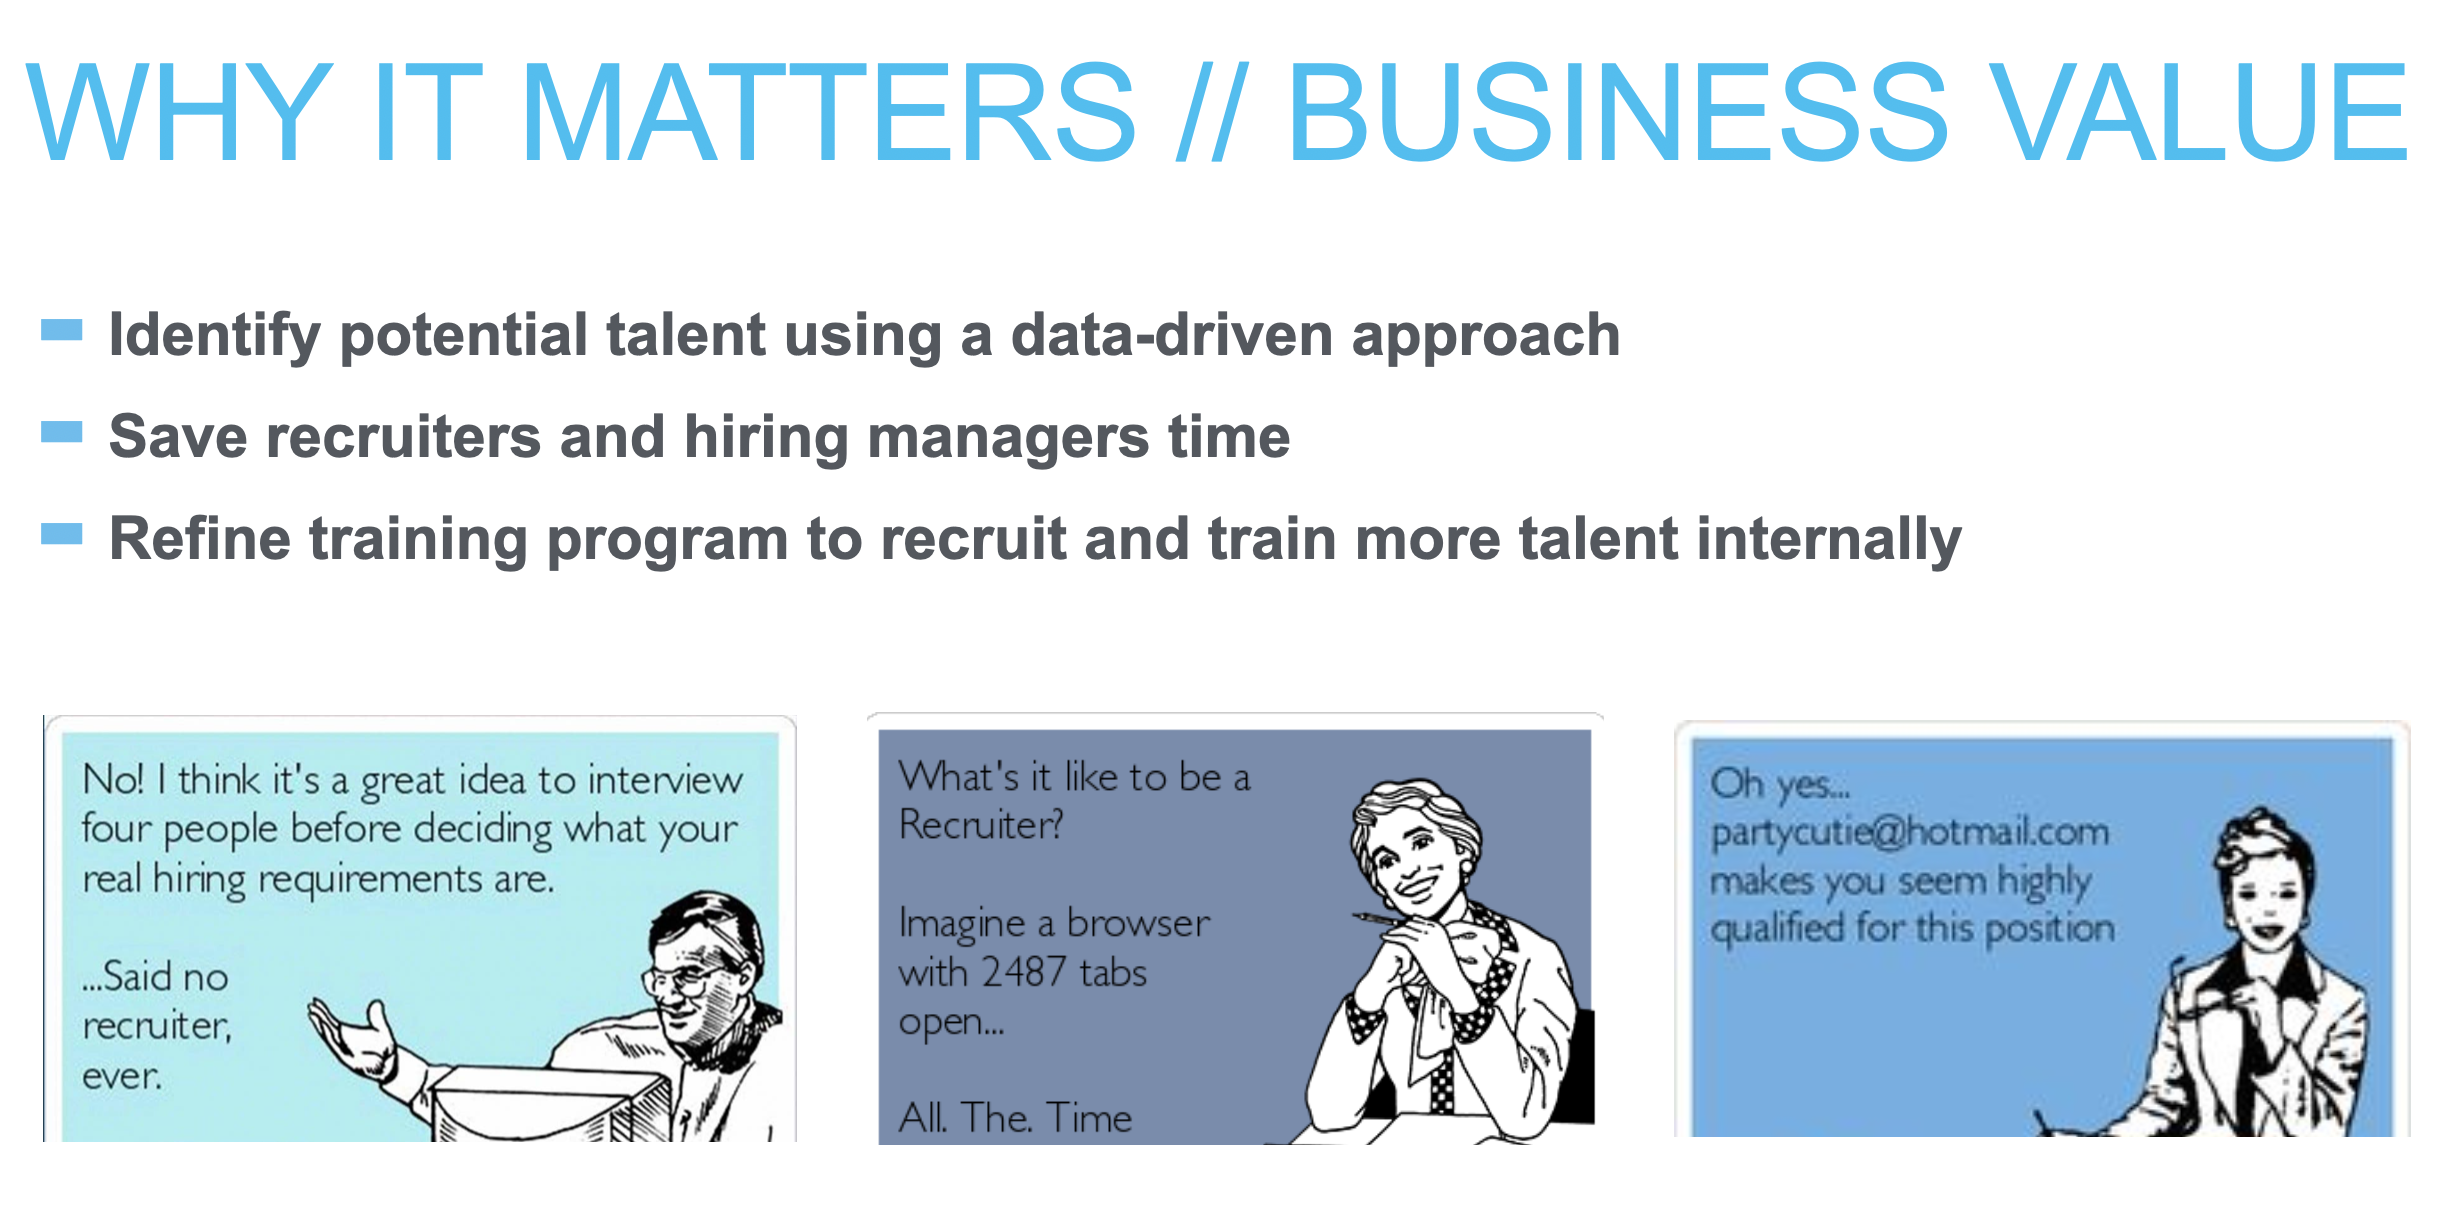 WHY IT MATTERS // BUSINESS VALUE
Identify potential talent using a data-driven approach
Save recruiters and hiring managers time
Refine training program to recruit and train more talent internally
No! I think it's a great idea to interview
four people before deciding what your
real hiring requirements are.
...Said no
recruiter,
ever.
What's it like to be a
Recruiter?
Imagine a browser
with 2487 tabs
open...
All. The. Time
Oh yes...
partycutie@hotmail.com
makes you seem highly
qualified for this position